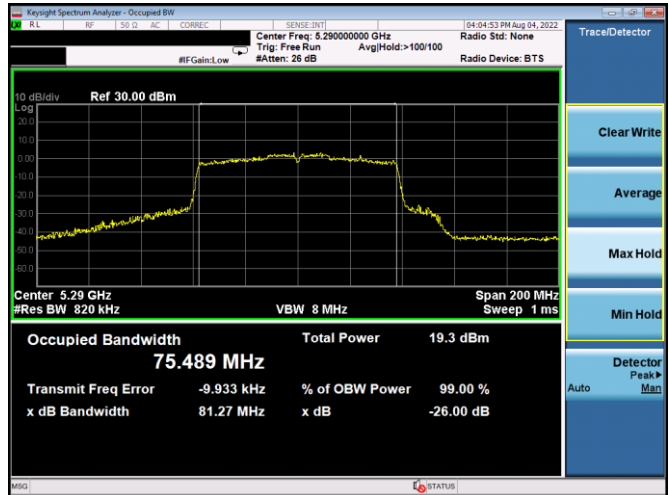 Keysight Spectrum Analyzer - Occupied BW
LXI RL RF 50 Ω AC CORREC SENSE:INT 04:04:53 PM Aug 04, 2022
Center Freq: 5.290000000 GHz Radio Std: None
Trig: Free Run Avg|Hold:>100/100
#IFGain:Low #Atten: 26 dB Radio Device: BTS
Trace/Detector
10 dB/div Ref 30.00 dBm
Log
20.0
10.0
0.00
-10.0
-20.0
-30.0
-40.0
-50.0
-60.0
Center 5.29 GHz Span 200 MHz
#Res BW 820 kHz VBW 8 MHz Sweep 1 ms
Occupied Bandwidth Total Power 19.3 dBm
75.489 MHz
Transmit Freq Error -9.933 kHz % of OBW Power 99.00 %
x dB Bandwidth 81.27 MHz x dB -26.00 dB
Clear Write
Average
Max Hold
Min Hold
Detector
Peak▶
Auto Man
MSG STATUS